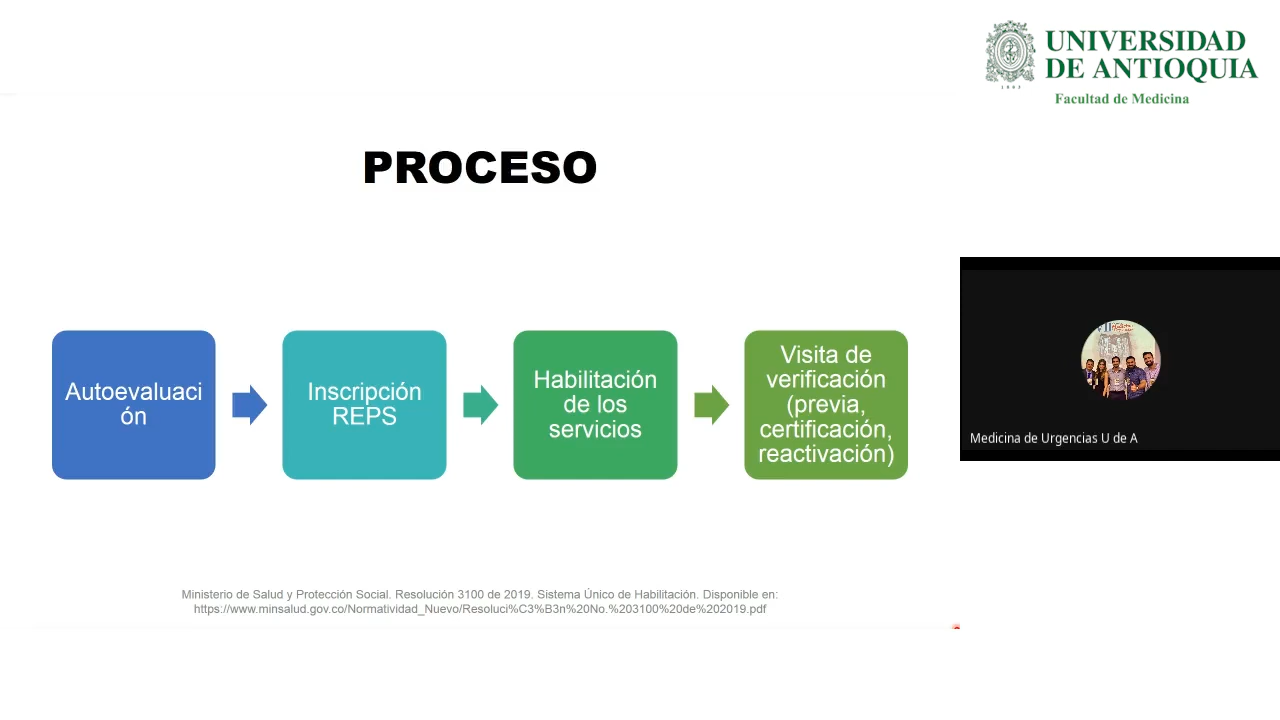 UNIVERSIDAD
DE ANTIOQUIA
1803
Facultad de Medicina
PROCESO
Autoevaluaci
ón
Inscripción
REPS
Habilitación
de los
servicios
Visita de
verificación
(previa,
certificación,
reactivación)
Medicina de Urgencias U de A
Ministerio de Salud y Protección Social. Resolución 3100 de 2019. Sistema Único de Habilitación. Disponible en:
https://www.minsalud.gov.co/Normatividad_Nuevo/Resoluci%C3%B3n%20No.%203100%20de%202019.pdf